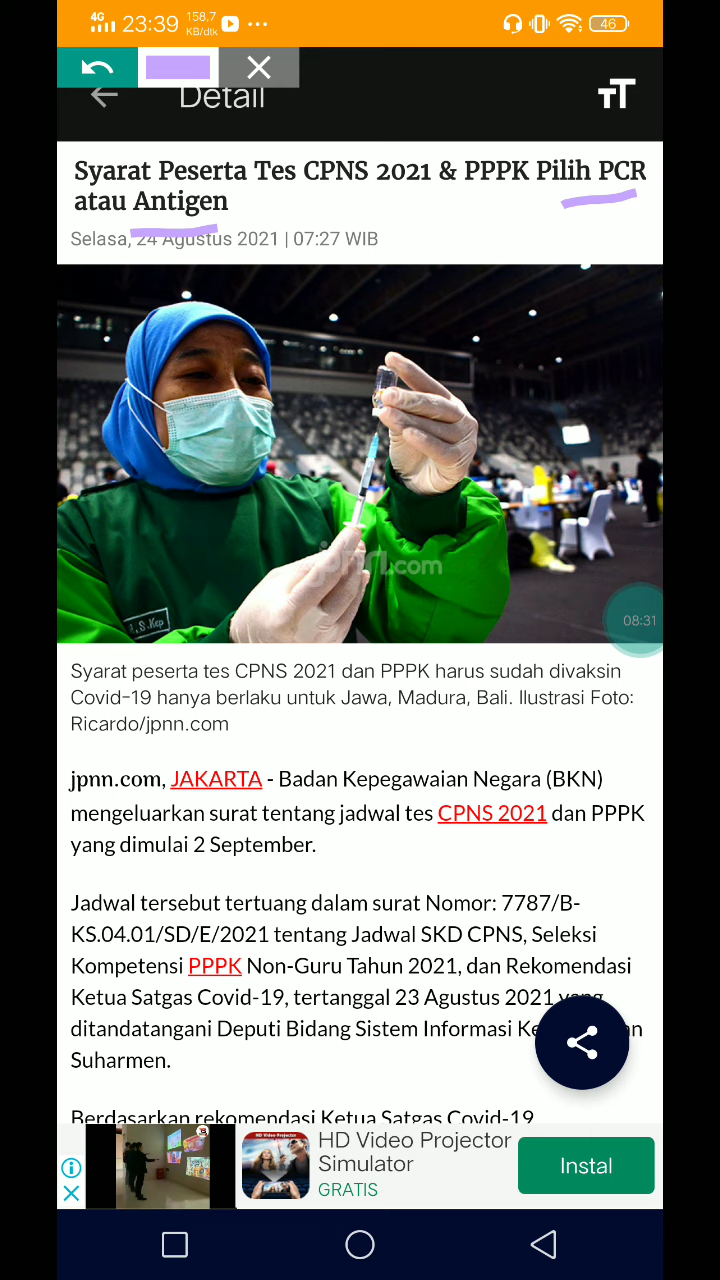 4G 23:39 158.7 KB/dtk ... 46
Detail
Syarat Peserta Tes CPNS 2021 & PPPK Pilih PCR
atau Antigen
Selasa, 24 Agustus 2021 | 07:27 WIB
S.Kep
jpnn.com
08:31
Syarat peserta tes CPNS 2021 dan PPPK harus sudah divaksin
Covid-19 hanya berlaku untuk Jawa, Madura, Bali. Ilustrasi Foto:
Ricardo/jpnn.com
jpnn.com, JAKARTA - Badan Kepegawaian Negara (BKN)
mengeluarkan surat tentang jadwal tes CPNS 2021 dan PPPK
yang dimulai 2 September.
Jadwal tersebut tertuang dalam surat Nomor: 7787/B-
KS.04.01/SD/E/2021 tentang Jadwal SKD CPNS, Seleksi
Kompetensi PPPK Non-Guru Tahun 2021, dan Rekomendasi
Ketua Satgas Covid-19, tertanggal 23 Agustus 2021 yang
ditandatangani Deputi Bidang Sistem Informasi
Suharmen.
Berdasarkan rekomendasi Ketua Satgas Covid-19
HD Video Projector
Simulator
GRATIS
Instal